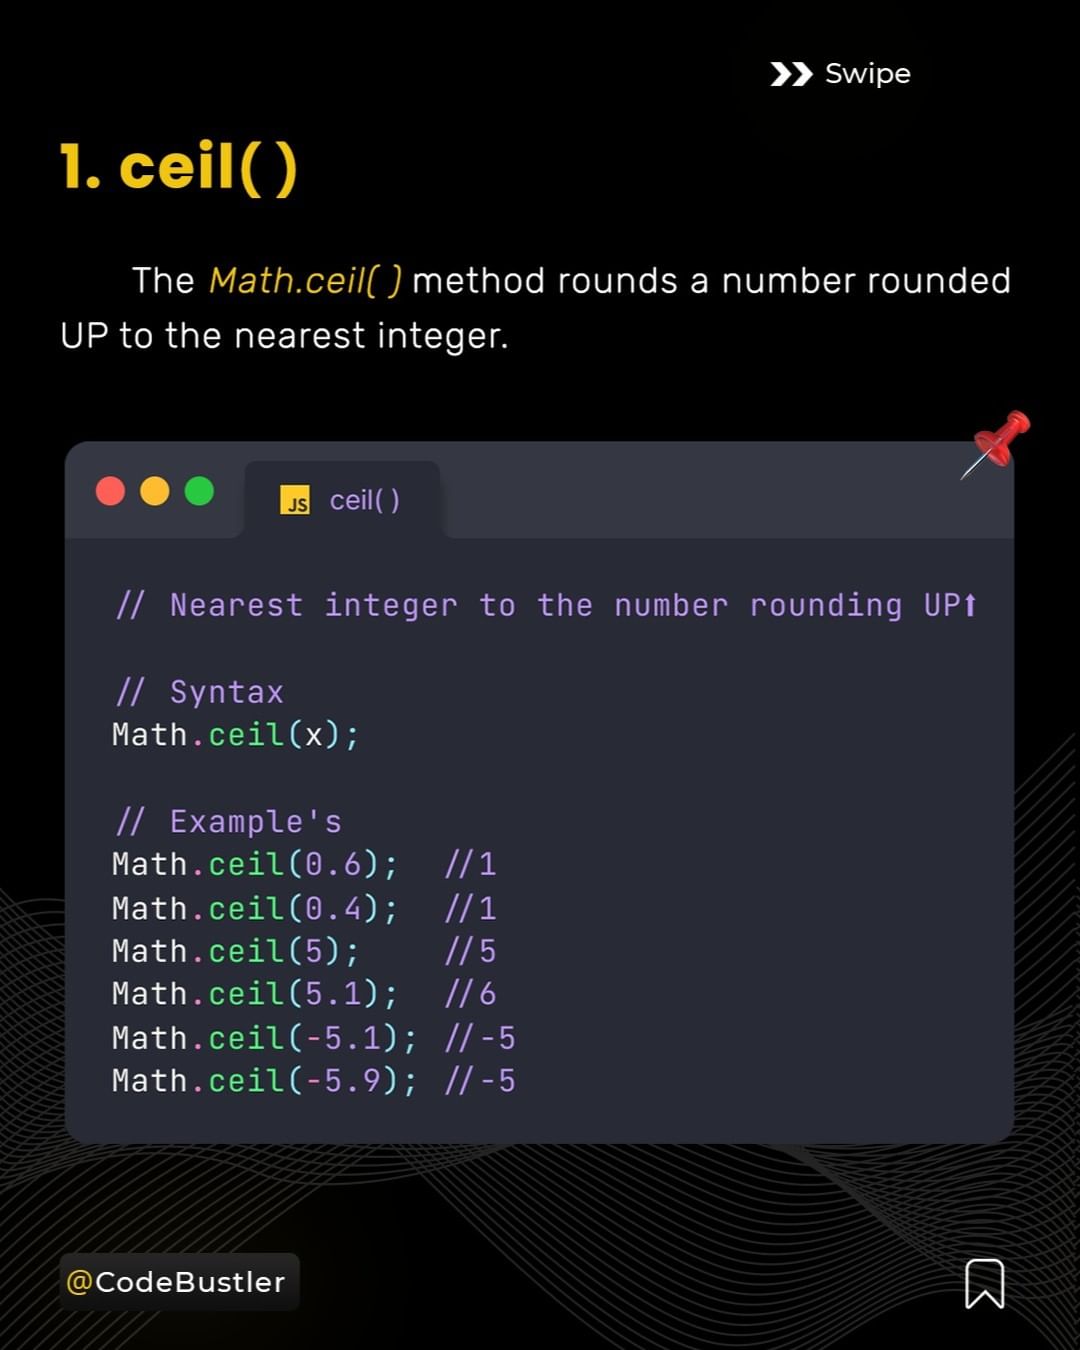 Swipe
1. ceil( )
The Math.ceil( ) method rounds a number rounded
UP to the nearest integer.
JS ceil( )
// Nearest integer to the number rounding UP⬆
// Syntax
Math.ceil(x);
// Example's
Math.ceil(0.6); //1
Math.ceil(0.4); //1
Math.ceil(5); //5
Math.ceil(5.1); //6
Math.ceil(-5.1); //-5
Math.ceil(-5.9); //-5
@CodeBustler